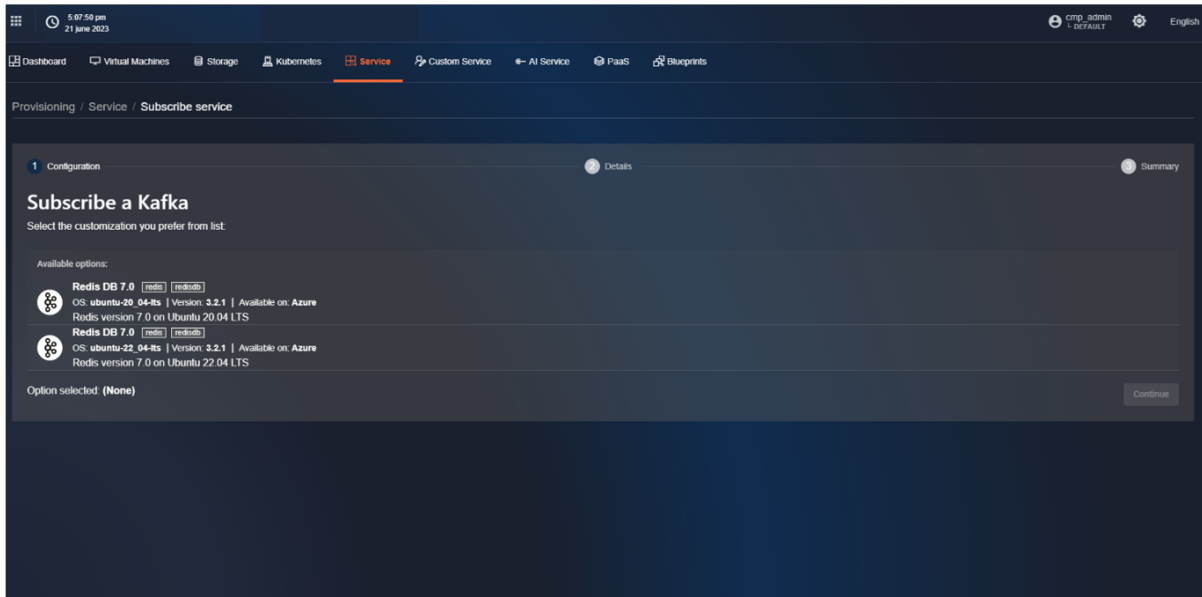 5:07:50 pm
21 june 2023
cmp_admin
└ DEFAULT
English
Dashboard Virtual Machines Storage Kubernetes Service Custom Service AI Service PaaS Blueprints
Provisioning / Service / Subscribe service
1 Configuration 2 Details 3 Summary
Subscribe a Kafka
Select the customization you prefer from list:
Available options:
Redis DB 7.0 redis redisdb
OS: ubuntu-20_04-lts | Version: 3.2.1 | Available on: Azure
Redis version 7.0 on Ubuntu 20.04 LTS
Redis DB 7.0 redis redisdb
OS: ubuntu-22_04-lts | Version: 3.2.1 | Available on: Azure
Redis version 7.0 on Ubuntu 22.04 LTS
Option selected: (None)
Continue